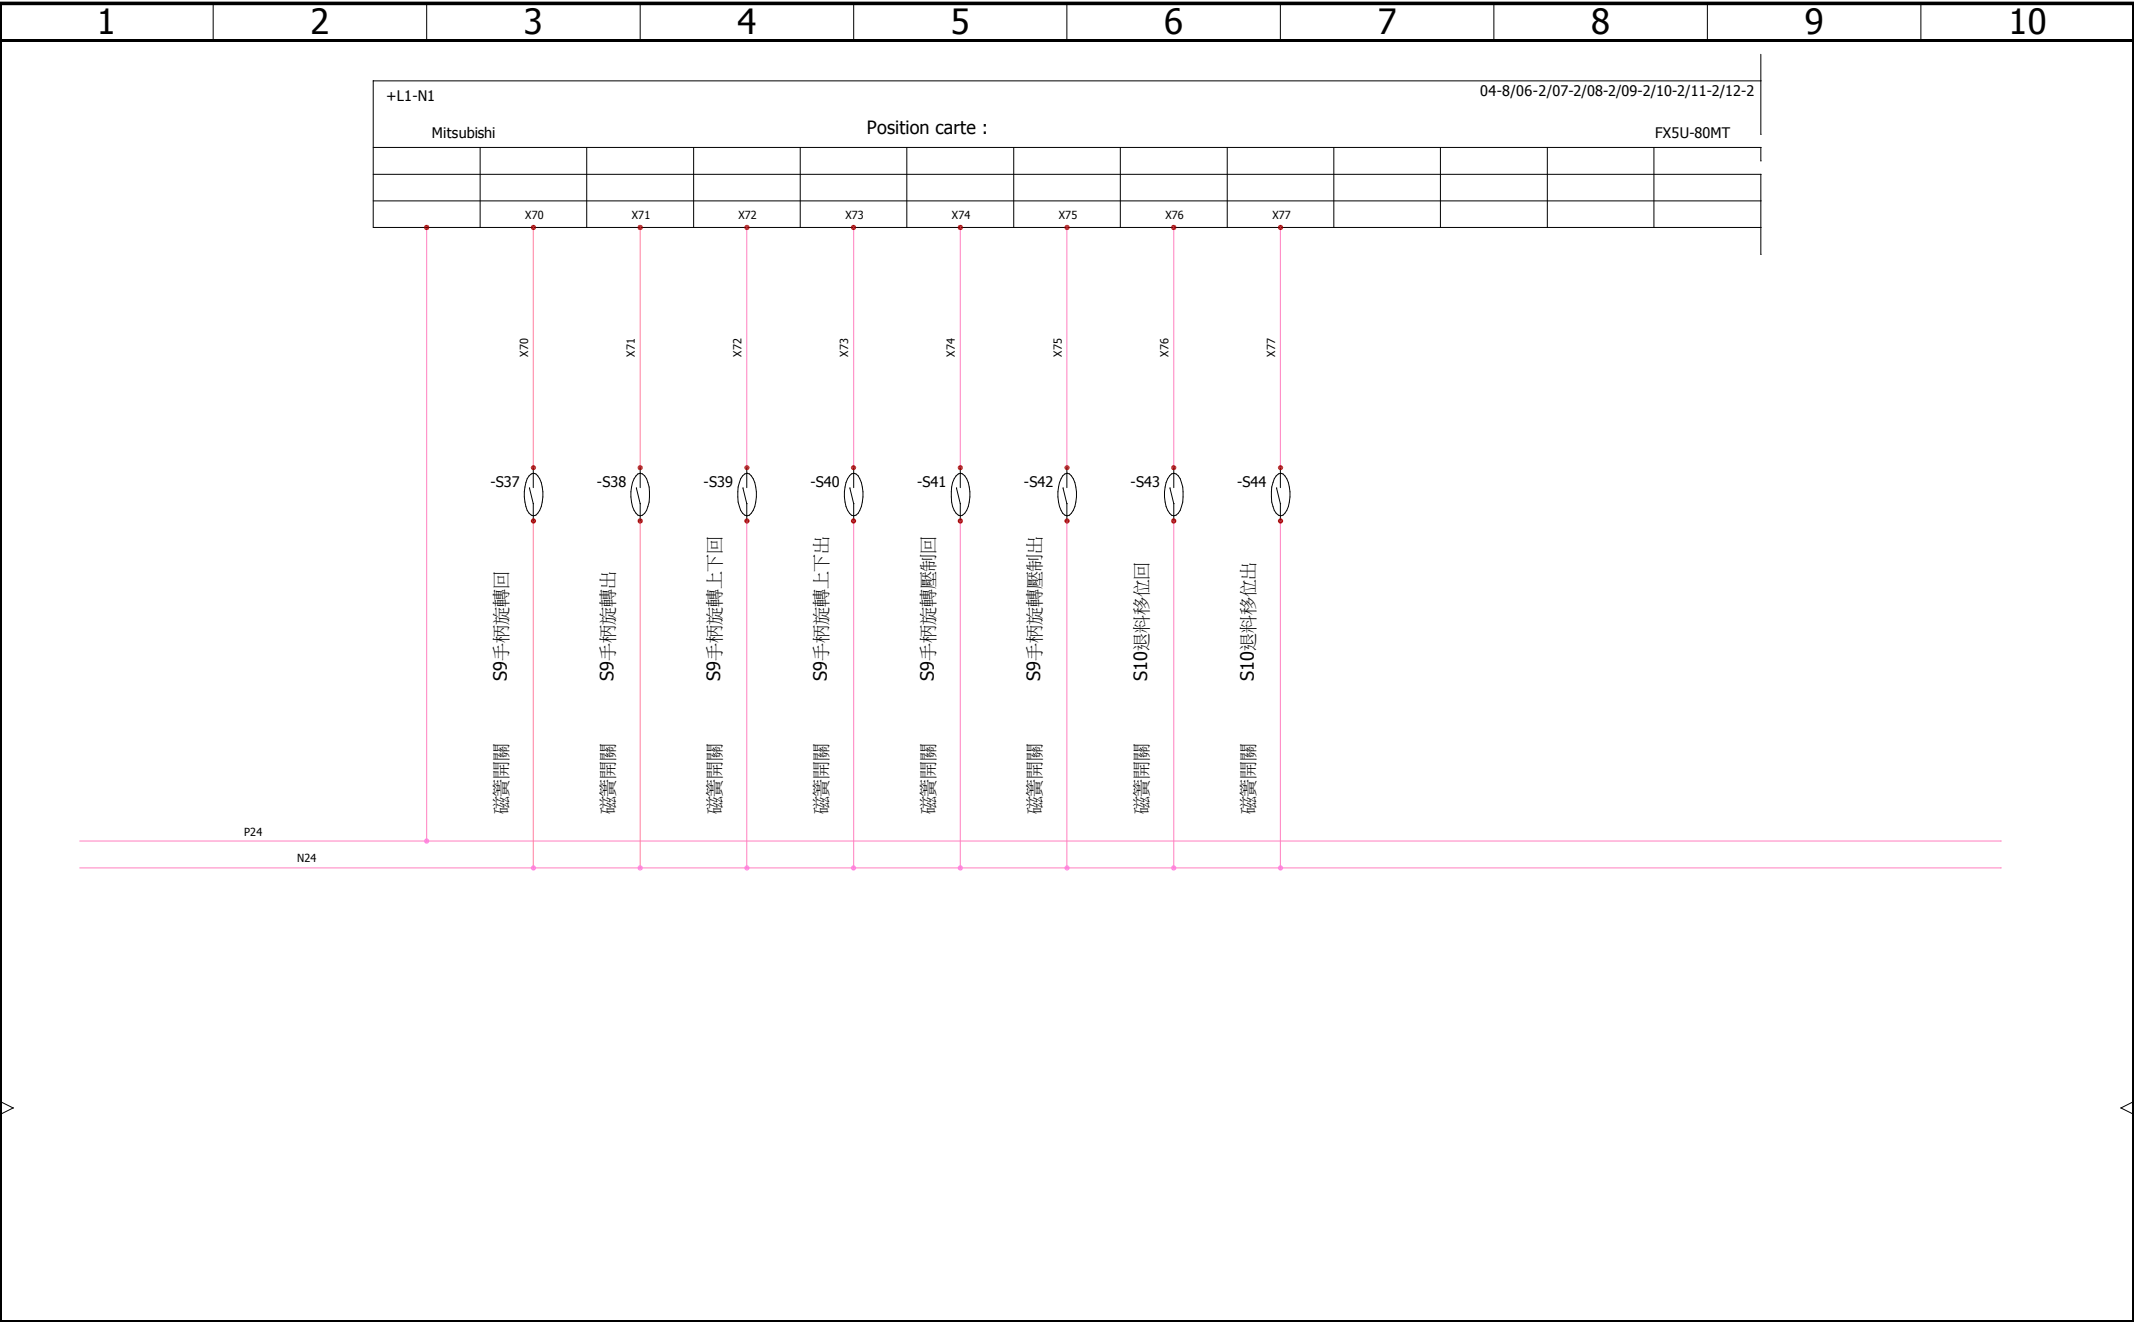 1 2 3 4 5 6 7 8 9 10
+L1-N1 04-8/06-2/07-2/08-2/09-2/10-2/11-2/12-2
Mitsubishi Position carte : FX5U-80MT
X70 X71 X72 X73 X74 X75 X76 X77
X70 X71 X72 X73 X74 X75 X76 X77
-S37 -S38 -S39 -S40 -S41 -S42 -S43 -S44
S9手柄旋轉回
S9手柄旋轉出
S9手柄旋轉上下回
S9手柄旋轉上下出
S9手柄旋轉壓制回
S9手柄旋轉壓制出
S10退料移位回
S10退料移位出
磁簧開關
磁簧開關
磁簧開關
磁簧開關
磁簧開關
磁簧開關
磁簧開關
磁簧開關
P24
N24